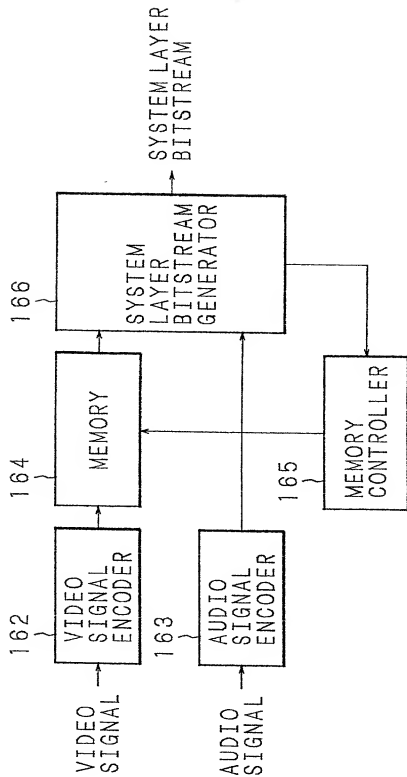 VIDEO
SIGNAL
162
VIDEO
SIGNAL
ENCODER
164
MEMORY
166
SYSTEM
LAYER
BITSTREAM
GENERATOR
SYSTEM LAYER
BITSTREAM
AUDIO
SIGNAL
163
AUDIO
SIGNAL
ENCODER
165
MEMORY
CONTROLLER